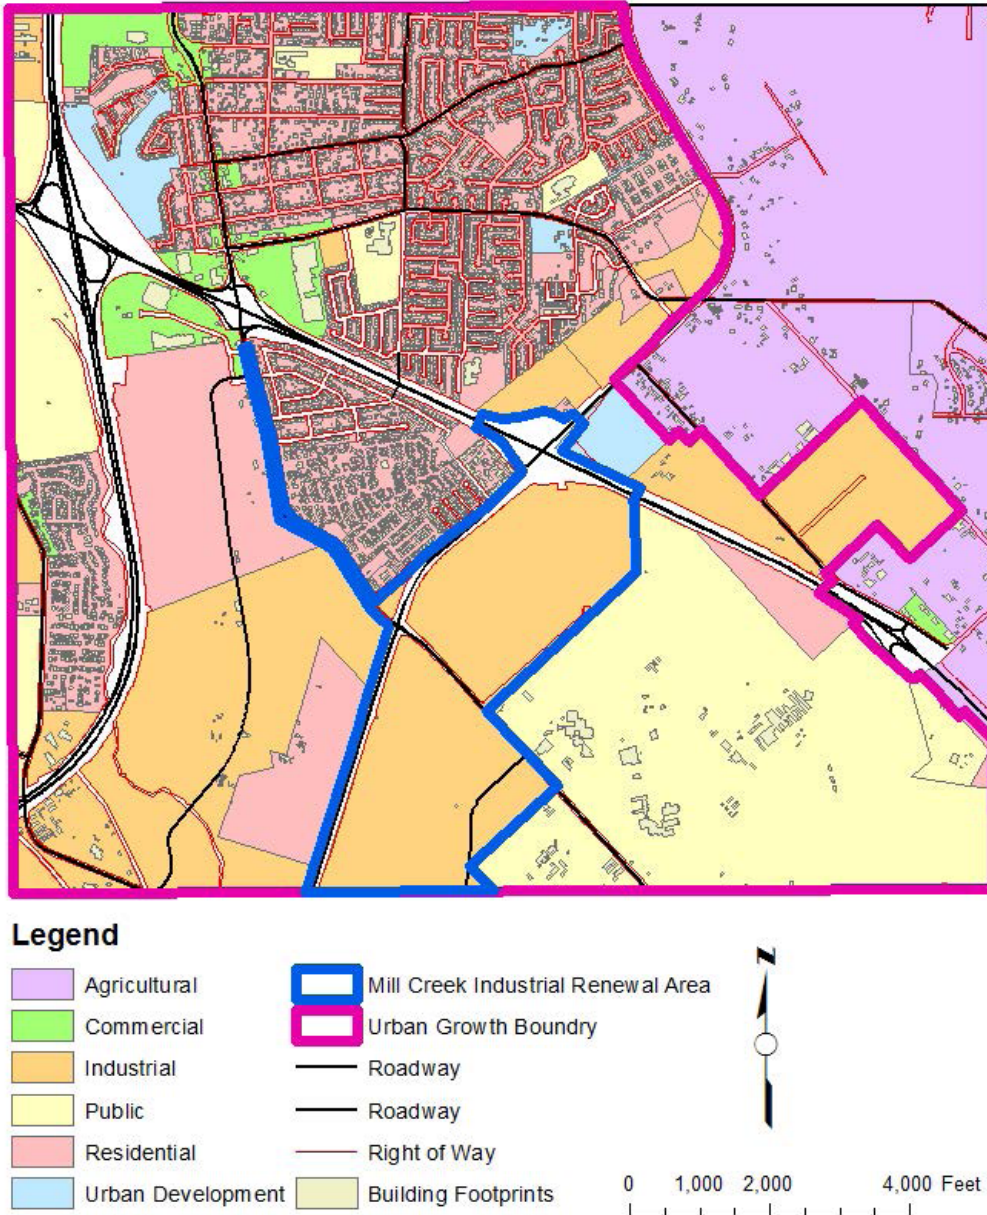 Legend
Agricultural
Commercial
Industrial
Public
Residential
Urban Development
Mill Creek Industrial Renewal Area
Urban Growth Boundry
Roadway
Roadway
Right of Way
Building Footprints
N
0 1,000 2,000 4,000 Feet